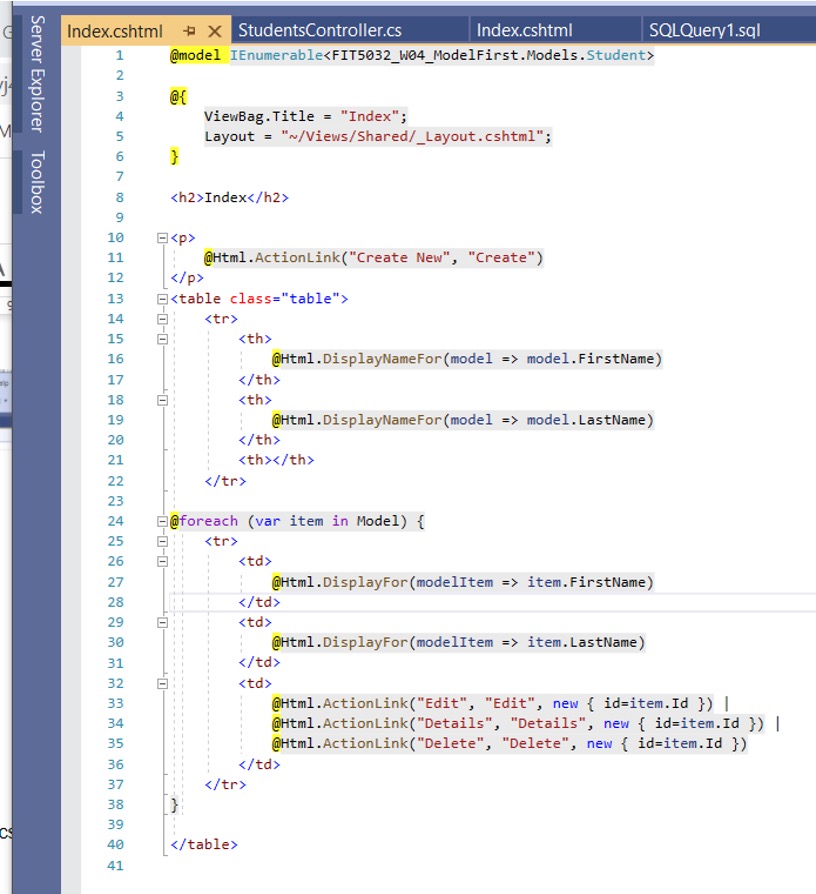 Server Explorer
Toolbox
Index.cshtml StudentsController.cs Index.cshtml SQLQuery1.sql
1 @model IEnumerable<FIT5032_W04_ModelFirst.Models.Student>
2
3 @{
4 ViewBag.Title = "Index";
5 Layout = "~/Views/Shared/_Layout.cshtml";
6 }
7
8 <h2>Index</h2>
9
10 <p>
11 @Html.ActionLink("Create New", "Create")
12 </p>
13 <table class="table">
14 <tr>
15 <th>
16 @Html.DisplayNameFor(model => model.FirstName)
17 </th>
18 <th>
19 @Html.DisplayNameFor(model => model.LastName)
20 </th>
21 <th></th>
22 </tr>
23
24 @foreach (var item in Model) {
25 <tr>
26 <td>
27 @Html.DisplayFor(modelItem => item.FirstName)
28 </td>
29 <td>
30 @Html.DisplayFor(modelItem => item.LastName)
31 </td>
32 <td>
33 @Html.ActionLink("Edit", "Edit", new { id=item.Id }) |
34 @Html.ActionLink("Details", "Details", new { id=item.Id }) |
35 @Html.ActionLink("Delete", "Delete", new { id=item.Id })
36 </td>
37 </tr>
38 }
39
40 </table>
41